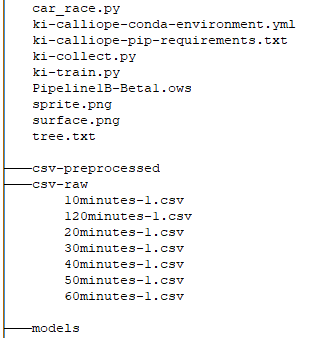 car_race.py
ki-calliope-conda-environment.yml
ki-calliope-pip-requirements.txt
ki-collect.py
ki-train.py
Pipeline1B-Beta1.ows
sprite.png
surface.png
tree.txt
csv-preprocessed
csv-raw
10minutes-1.csv
120minutes-1.csv
20minutes-1.csv
30minutes-1.csv
40minutes-1.csv
50minutes-1.csv
60minutes-1.csv
models